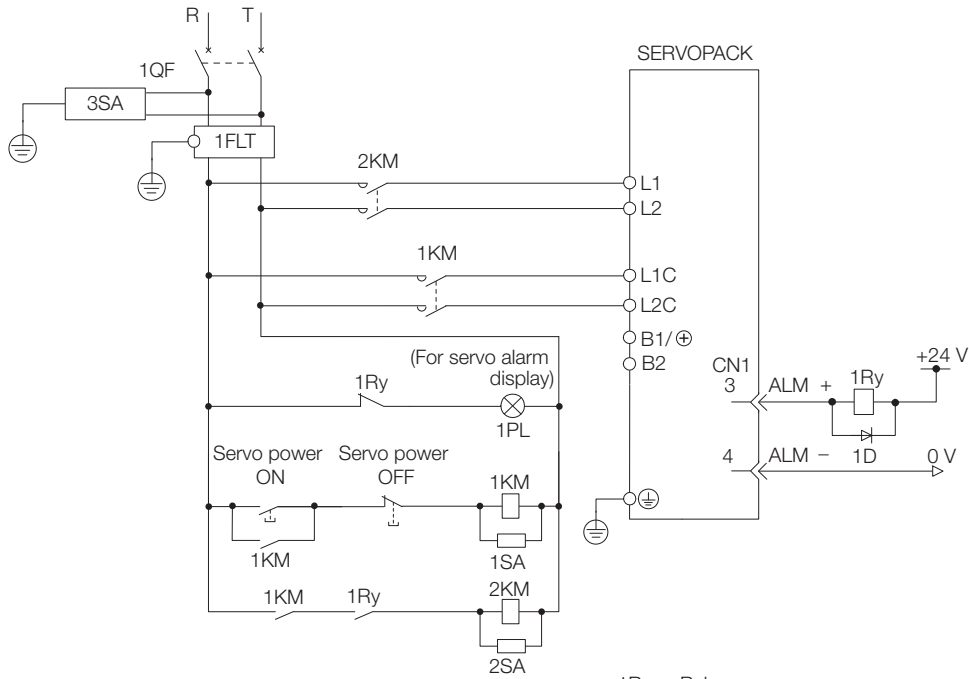 R T
SERVOPACK
1QF
3SA
1FLT
2KM
L1
L2
1KM
L1C
L2C
B1/⊕
B2
(For servo alarm
display)
+24 V
CN1
1Ry
3 ALM +
1Ry
1PL
1D
4 ALM − 0 V
Servo power
ON
Servo power
OFF
1KM
1KM
1SA
1KM
1Ry
2KM
2SA